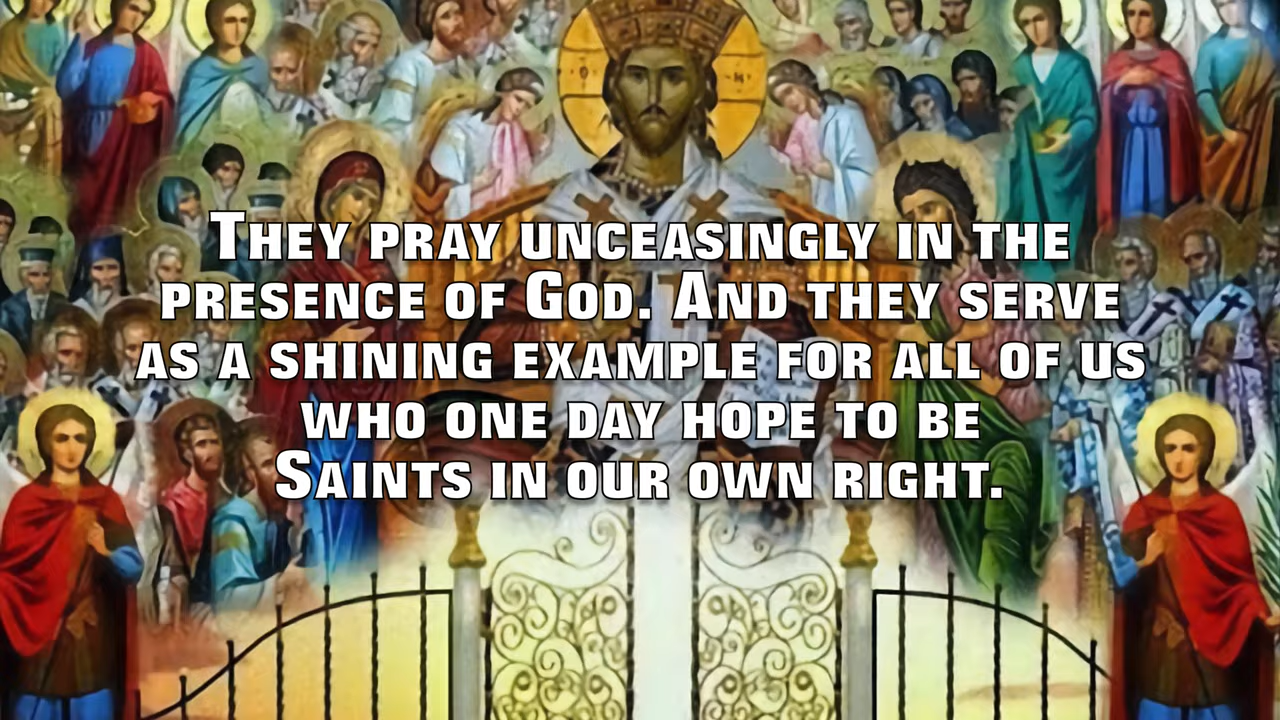 They pray unceasingly in the
presence of God. And they serve
as a shining example for all of us
who one day hope to be
Saints in our own right.